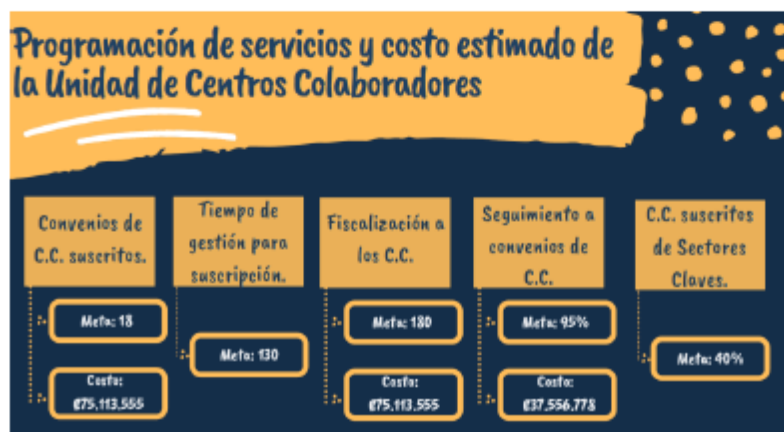 Programación de servicios y costo estimado de
la Unidad de Centros Colaboradores
Convenios de
C.C. suscritos.
Meta: 18
Costo:
₡75,113,555
Tiempo de
gestión para
suscripción.
Meta: 130
Fiscalización a
los C.C.
Meta: 180
Costo:
₡75,113,555
Seguimiento a
convenios de
C.C.
Meta: 95%
Costo:
₡37,556,778
C.C. suscritos
de Sectores
Claves.
Meta: 40%